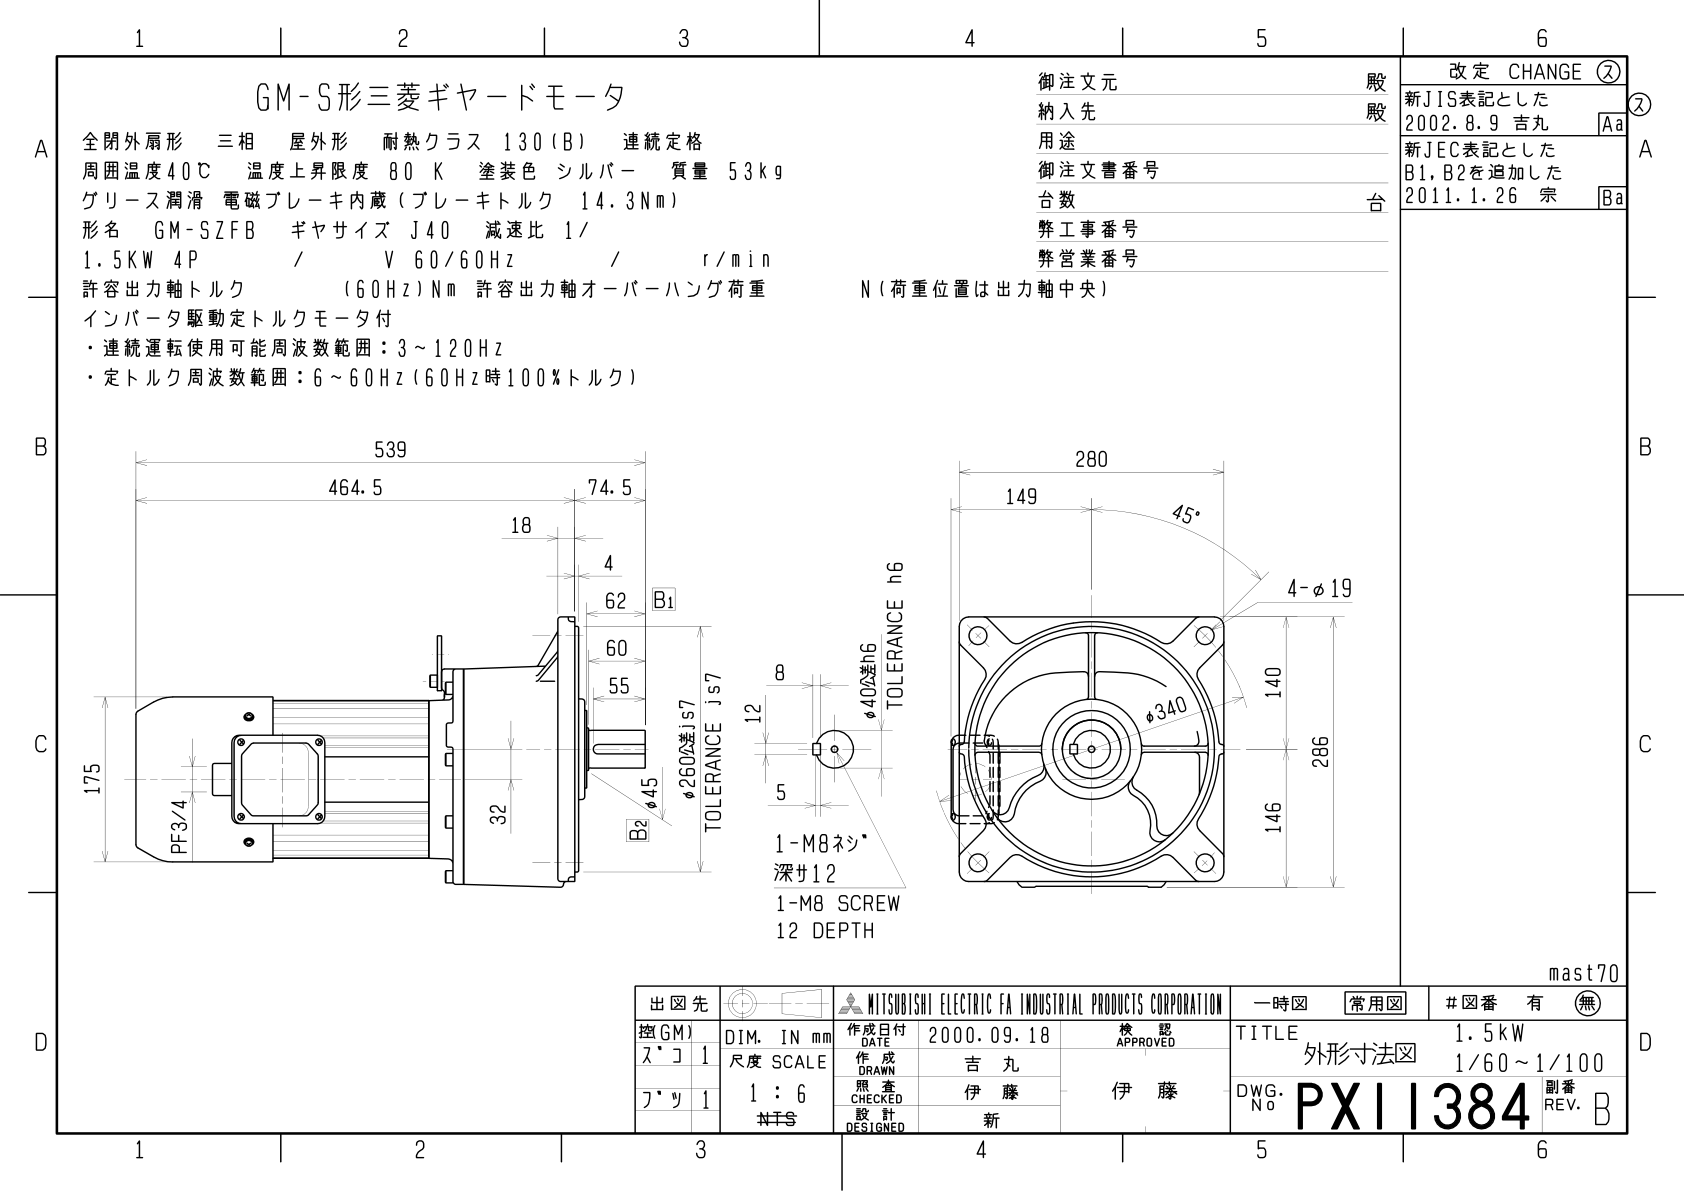 1 2 3 4 5 6
GM-S形三菱ギヤードモータ
全閉外扇形 三相 屋外形 耐熱クラス 130(B) 連続定格
周囲温度40℃ 温度上昇限度 80 K 塗装色 シルバー 質量 53kg
グリース潤滑 電磁ブレーキ内蔵(ブレーキトルク 14.3Nm)
形名 GM-SZFB ギヤサイズ J40 減速比 1/
1.5KW 4P / V 60/60Hz / r/min
許容出力軸トルク (60Hz)Nm 許容出力軸オーバーハング荷重 N(荷重位置は出力軸中央)
インバータ駆動定トルクモータ付
・連続運転使用可能周波数範囲:3~120Hz
・定トルク周波数範囲:6~60Hz(60Hz時100%トルク)
御注文元 殿
納入先 殿
用途
御注文書番号
台数 台
弊工事番号
弊営業番号
改定 CHANGE ㋜
新JIS表記とした ㋜
2002.8.9 吉丸 Aa
新JEC表記とした
B1,B2を追加した
2011.1.26 宗 Ba
A A
B B
C C
D D
539
464.5 74.5
18
4
62 B1
60
55
175
PF3/4
32
φ45
B2
φ260公差js7
TOLERANCE js7
8
12
5
φ40公差h6
TOLERANCE h6
1-M8ネジ
深サ12
1-M8 SCREW
12 DEPTH
280
149
45°
4-φ19
φ340
140
146
286
mast70
出図先
控(GM)
ズコ 1
ブツ 1
DIM. IN mm
尺度 SCALE
1 : 6
NTS
MITSUBISHI ELECTRIC FA INDUSTRIAL PRODUCTS CORPORATION
作成日付 DATE 2000.09.18
作成 DRAWN 吉丸
照査 CHECKED 伊藤
設計 DESIGNED 新
検認 APPROVED
伊藤
一時図 常用図 #図番 有 無
TITLE 外形寸法図
1.5kW
1/60~1/100
DWG. No PX11384
副番 REV. B
1 2 3 4 5 6